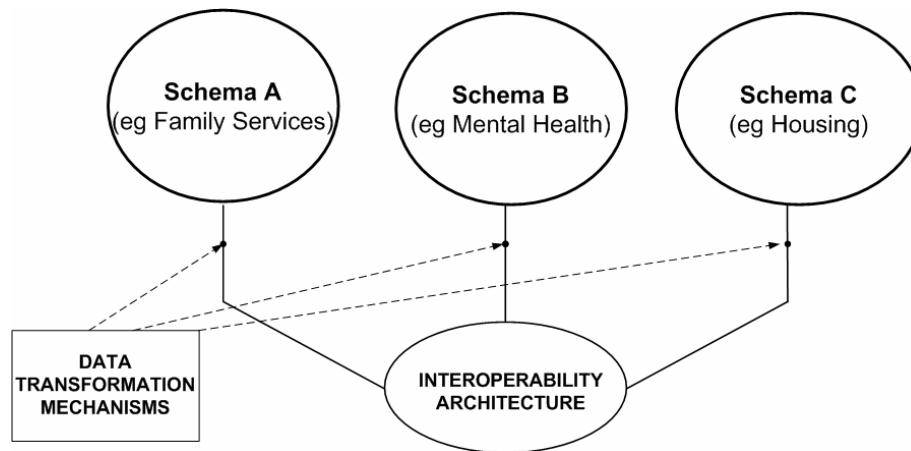 Schema A
(eg Family Services)
Schema B
(eg Mental Health)
Schema C
(eg Housing)
DATA
TRANSFORMATION
MECHANISMS
INTEROPERABILITY
ARCHITECTURE